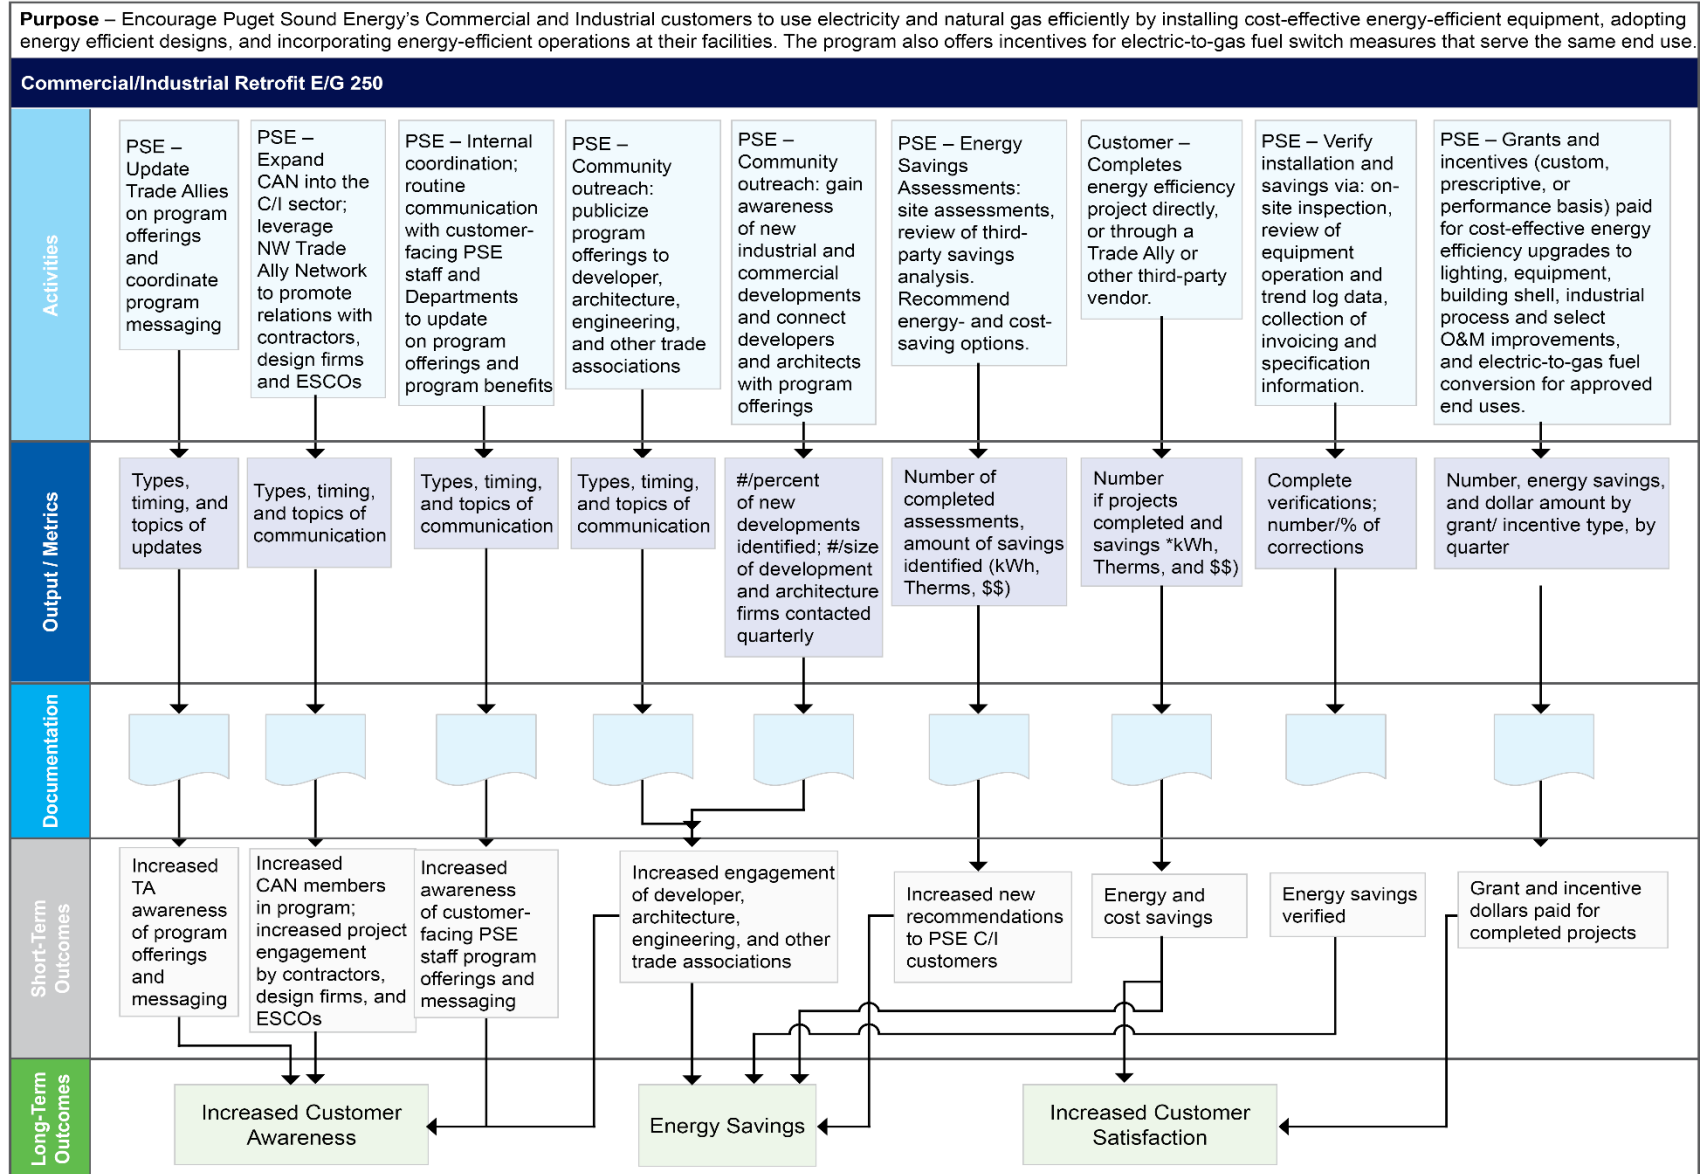 Purpose – Encourage Puget Sound Energy’s Commercial and Industrial customers to use electricity and natural gas efficiently by installing cost-effective energy-efficient equipment, adopting
energy efficient designs, and incorporating energy-efficient operations at their facilities. The program also offers incentives for electric-to-gas fuel switch measures that serve the same end use.
Commercial/Industrial Retrofit E/G 250
Activities
PSE –
Update
Trade Allies
on program
offerings
and
coordinate
program
messaging
PSE –
Expand
CAN into the
C/I sector;
leverage
NW Trade
Ally Network
to promote
relations with
contractors,
design firms
and ESCOs
PSE – Internal
coordination;
routine
communication
with customer-
facing PSE
staff and
Departments
to update
on program
offerings and
program benefits
PSE –
Community
outreach:
publicize
program
offerings to
developer,
architecture,
engineering,
and other trade
associations
PSE –
Community
outreach: gain
awareness
of new
industrial and
commercial
developments
and connect
developers
and architects
with program
offerings
PSE – Energy
Savings
Assessments:
site assessments,
review of third-
party savings
analysis.
Recommend
energy- and cost-
saving options.
Customer –
Completes
energy efficiency
project directly,
or through a
Trade Ally or
other third-party
vendor.
PSE – Verify
installation and
savings via: on-
site inspection,
review of
equipment
operation and
trend log data,
collection of
invoicing and
specification
information.
PSE – Grants and
incentives (custom,
prescriptive, or
performance basis) paid
for cost-effective energy
efficiency upgrades to
lighting, equipment,
building shell, industrial
process and select
O&M improvements,
and electric-to-gas fuel
conversion for approved
end uses.
Output / Metrics
Types,
timing, and
topics of
updates
Types, timing,
and topics of
communication
Types, timing,
and topics of
communication
Types, timing,
and topics of
communication
#/percent
of new
developments
identified; #/size
of development
and architecture
firms contacted
quarterly
Number of
completed
assessments,
amount of savings
identified (kWh,
Therms, $$)
Number
if projects
completed and
savings *kWh,
Therms, and $$)
Complete
verifications;
number/% of
corrections
Number, energy savings,
and dollar amount by
grant/ incentive type, by
quarter
Documentation
Short-Term
Outcomes
Increased
TA
awareness
of program
offerings
and
messaging
Increased
CAN members
in program;
increased project
engagement
by contractors,
design firms, and
ESCOs
Increased
awareness
of customer-
facing PSE
staff program
offerings and
messaging
Increased engagement
of developer,
architecture,
engineering, and other
trade associations
Increased new
recommendations
to PSE C/I
customers
Energy and
cost savings
Energy savings
verified
Grant and incentive
dollars paid for
completed projects
Long-Term
Outcomes
Increased Customer
Awareness
Energy Savings
Increased Customer
Satisfaction